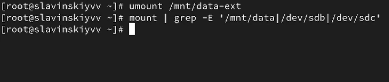 [root@slavinskiyvv ~]# umount /mnt/data-ext
[root@slavinskiyvv ~]# mount | grep -E '/mnt/data|/dev/sdb|/dev/sdc'
[root@slavinskiyvv ~]#